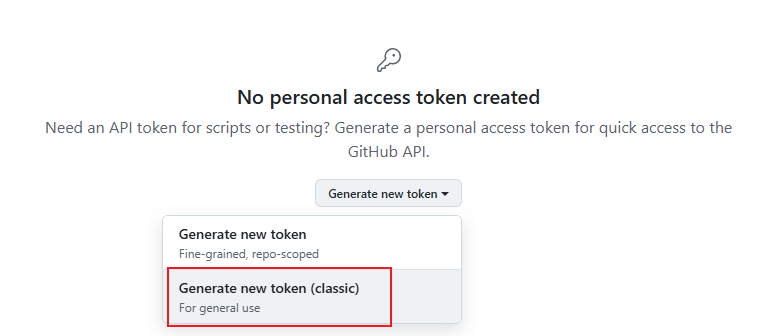 No personal access token created
Need an API token for scripts or testing? Generate a personal access token for quick access to the
GitHub API.
Generate new token
Generate new token
Fine-grained, repo-scoped
Generate new token (classic)
For general use